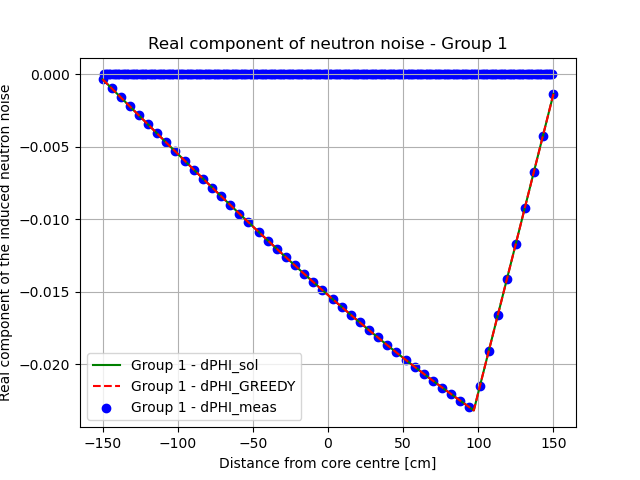 Real component of neutron noise - Group 1
Real component of the induced neutron noise
0.000
−0.005
−0.010
−0.015
−0.020
Group 1 - dPHI_sol
Group 1 - dPHI_GREEDY
Group 1 - dPHI_meas
−150
−100
−50
0
50
100
150
Distance from core centre [cm]